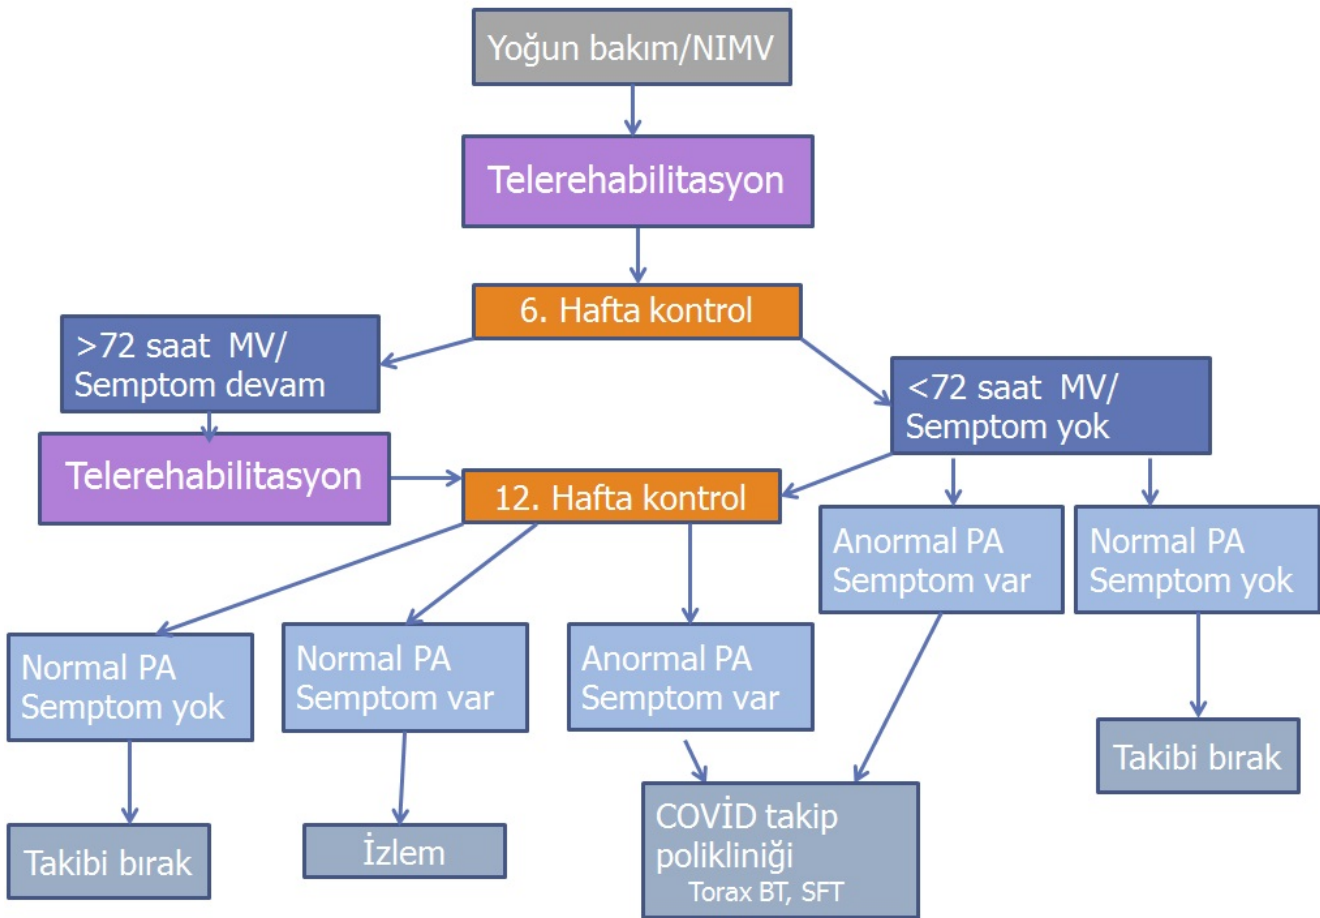 Yoğun bakım/NIMV
Telerehabilitasyon
6. Hafta kontrol
>72 saat  MV/
Semptom devam
<72 saat  MV/
Semptom yok
Telerehabilitasyon
12. Hafta kontrol
Anormal PA
Semptom var
Normal PA
Semptom yok
Normal PA
Semptom yok
Normal PA
Semptom var
Anormal PA
Semptom var
Takibi bırak
COVİD takip
polikliniği
Torax BT, SFT
Takibi bırak
İzlem